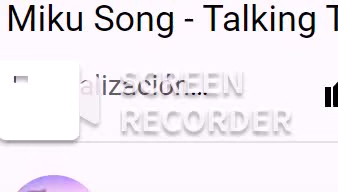 Miku Song - Talking T
alizacion...
SCREEN
RECORDER